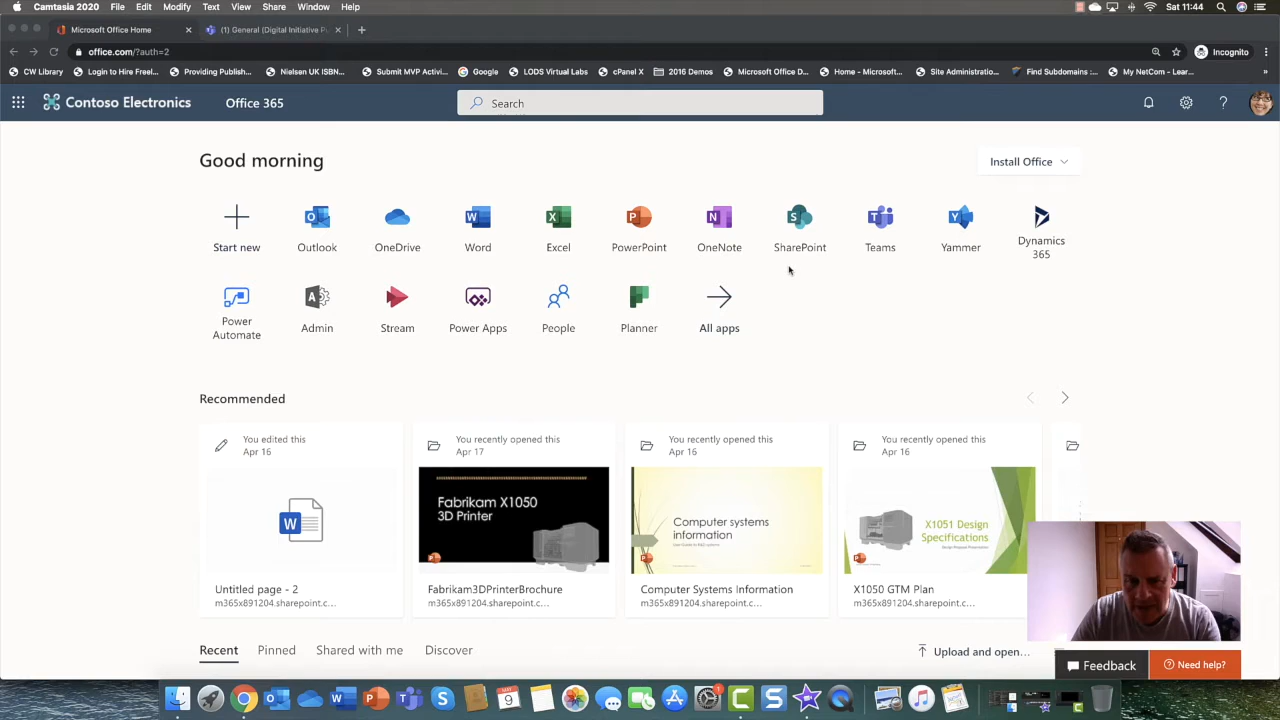 Camtasia 2020 File Edit Modify Arrange Text View Share Window Help Sat 11:44
Microsoft Office Home (1) General (Digital Initiative Pu
office.com/?auth=2 Incognito
CW Library Login to Hire Freel... Providing Publish... Nielsen UK ISBN... Submit MVP Activi... Google LODS Virtual Labs cPanel X 2016 Demos Microsoft Office D... Home - Microsoft... Site Administratio... Find Subdomains :... My NetCom - Lear... »
Contoso Electronics Office 365 Search ?
Good morning
Install Office
Start new Outlook OneDrive Word Excel PowerPoint OneNote SharePoint Teams Yammer Dynamics
365
Power
Automate Admin Stream Power Apps People Planner All apps
Recommended
You edited this
Apr 16
Untitled page - 2
m365x891204.sharepoint.c...
You recently opened this
Apr 17
Fabrikam X1050
3D Printer
Fabrikam3DPrinterBrochure
m365x891204.sharepoint.c...
You recently opened this
Apr 16
Computer systems
information
Computer Systems Information
m365x891204.sharepoint.c...
You recently opened this
Apr 16
X1051 Design
Specifications
X1050 GTM Plan
m365x891204.sharepoint.c...
Recent Pinned Shared with me Discover Upload and open...
Feedback Need help?